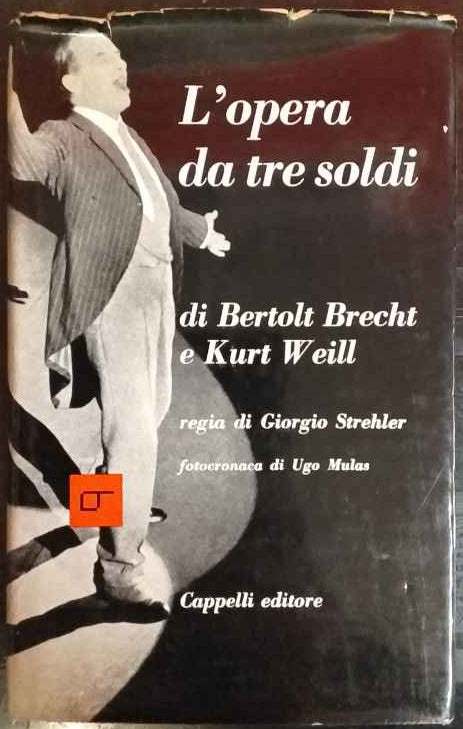 L'opera
da tre soldi
di Bertolt Brecht
e Kurt Weill
regia di Giorgio Strehler
fotocronaca di Ugo Mulas
Cappelli editore